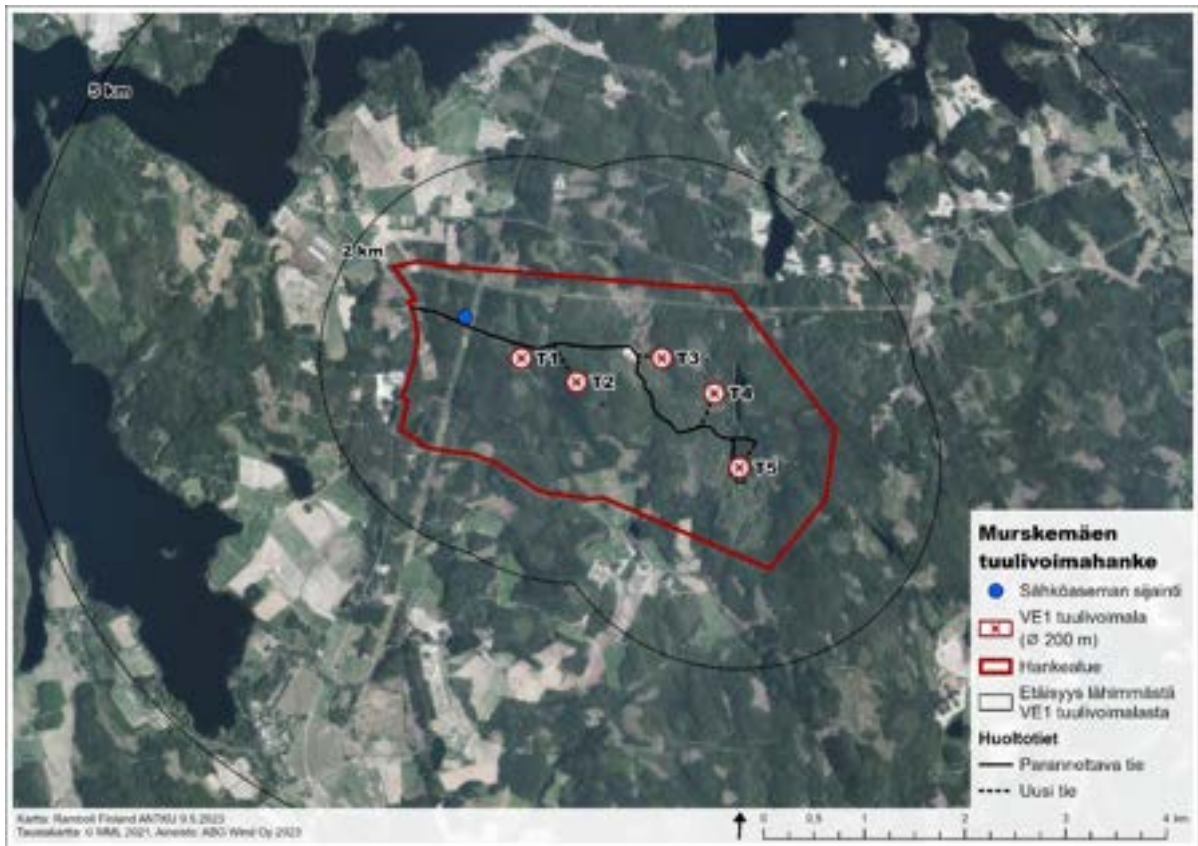 5 km
2 km
T1
T2
T3
T4
T5
Murskemäen
tuulivoimahanke
Sähköaseman sijainti
VE1 tuulivoimala
(Ø 200 m)
Hankealue
Etäisyys lähimmästä
VE1 tuulivoimalasta
Huoltotiet
Parannettava tie
Uusi tie
Kartta: Ramboll Finland ANTKU 9.5.2023
Taustakartta: © MML 2021, Aineisto: ABO Wind Oy 2023
0 0,5 1 2 3 4 km